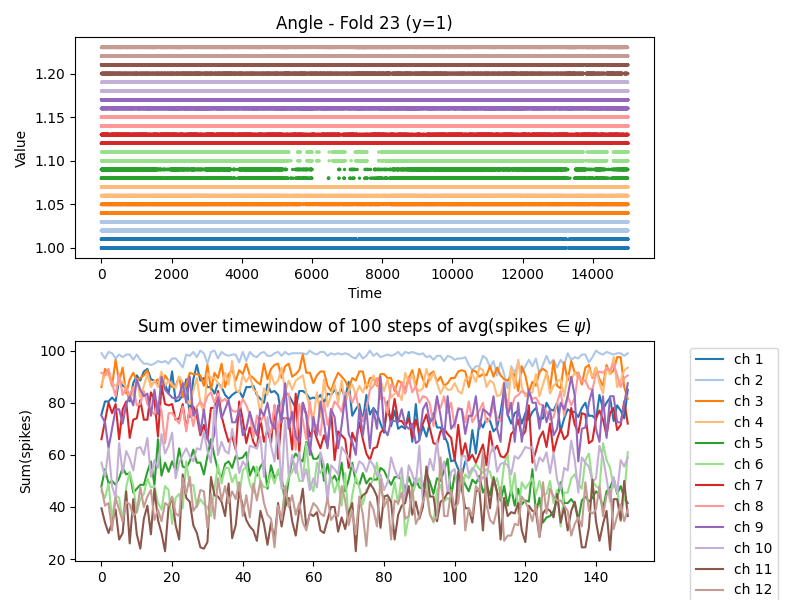 Angle - Fold 23 (y=1)
Value
1.20
1.15
1.10
1.05
1.00
0 2000 4000 6000 8000 10000 12000 14000
Time
Sum over timewindow of 100 steps of avg(spikes ∈ ψ)
Sum(spikes)
100
80
60
40
20
0 20 40 60 80 100 120 140
ch 1
ch 2
ch 3
ch 4
ch 5
ch 6
ch 7
ch 8
ch 9
ch 10
ch 11
ch 12